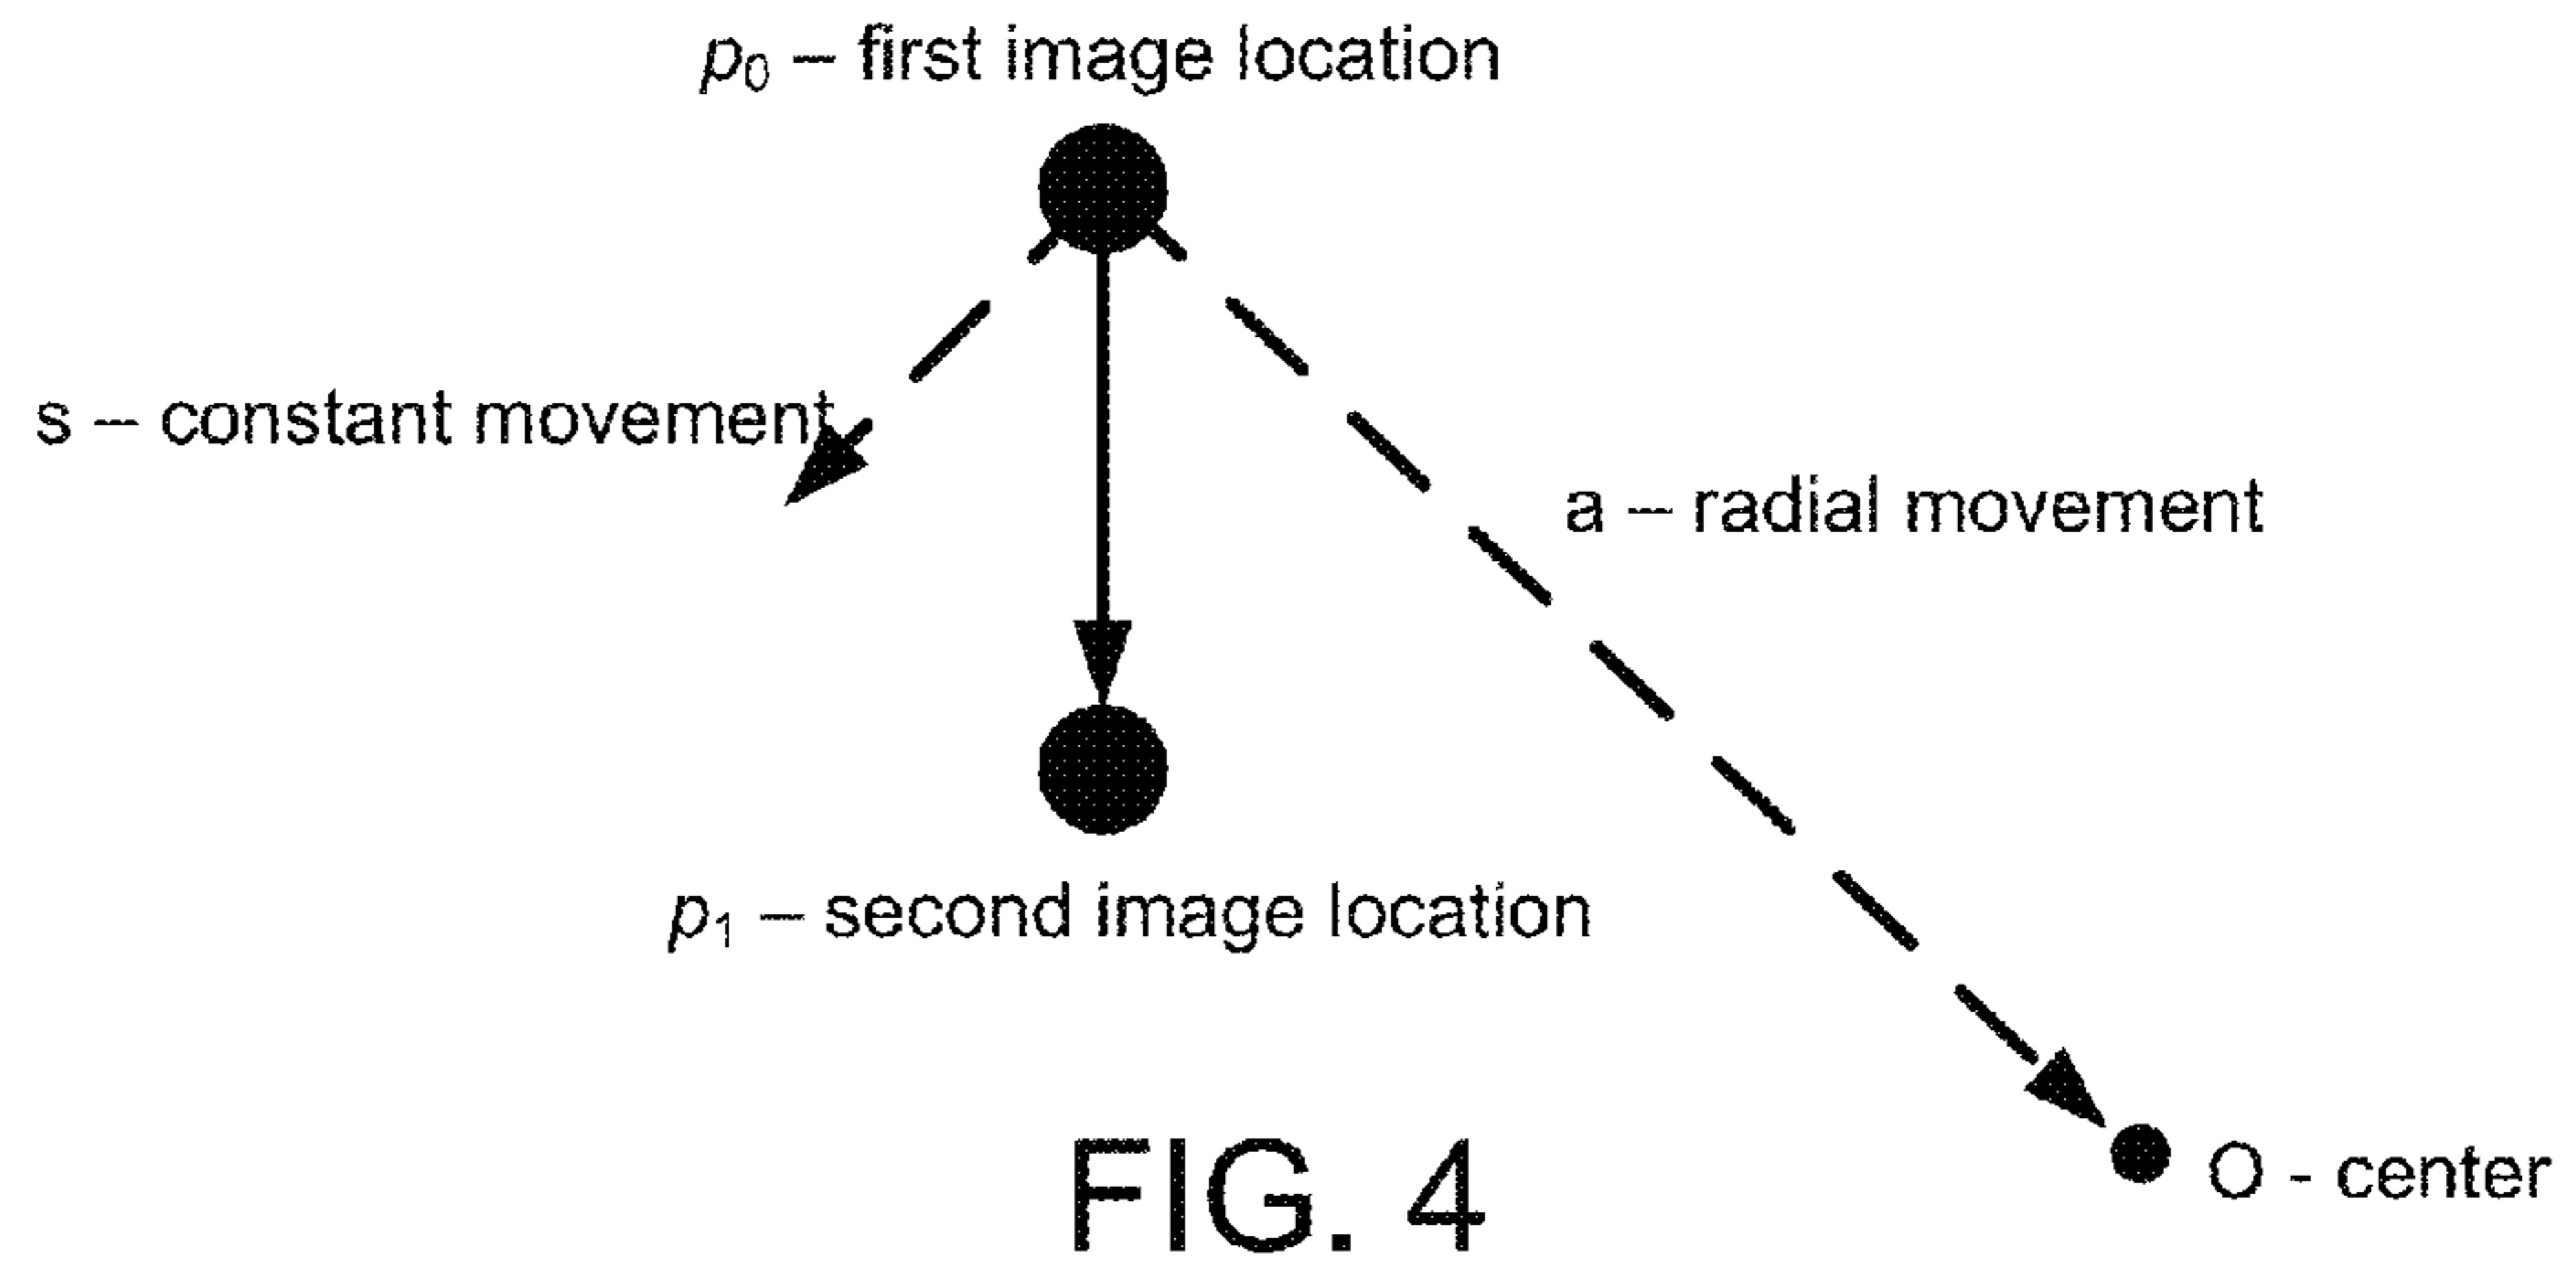 p₀ – first image location
s – constant movement
a – radial movement
p₁ – second image location
O - center
FIG. 4